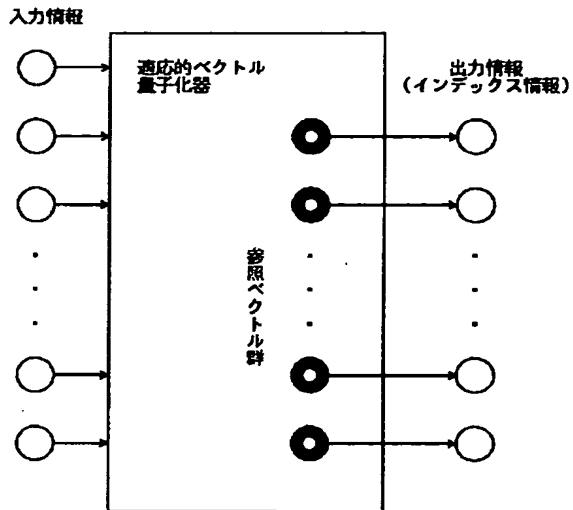 入力情報
適応的ベクトル
量子化器
出力情報
(インデックス情報)
参照ベクトル群